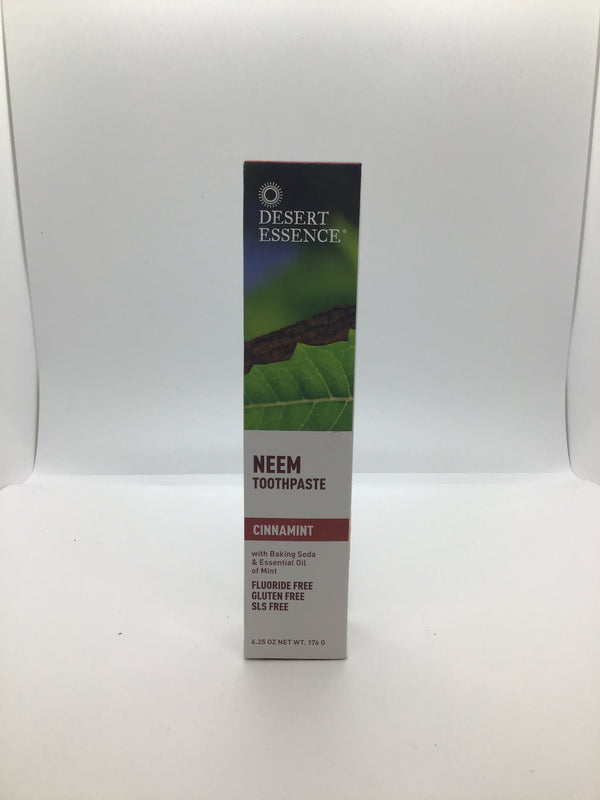 DESERT
ESSENCE®
NEEM
TOOTHPASTE
CINNAMINT
with Baking Soda
& Essential Oil
of Mint
FLUORIDE FREE
GLUTEN FREE
SLS FREE
6.25 OZ NET WT. 176 G